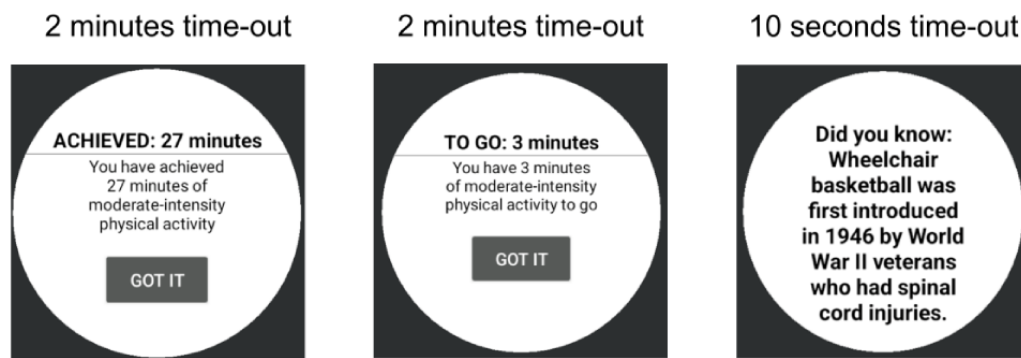 2 minutes time-out
2 minutes time-out
10 seconds time-out
ACHIEVED: 27 minutes
You have achieved
27 minutes of
moderate-intensity
physical activity
GOT IT
TO GO: 3 minutes
You have 3 minutes
of moderate-intensity
physical activity to go
GOT IT
Did you know:
Wheelchair
basketball was
first introduced
in 1946 by World
War II veterans
who had spinal
cord injuries.